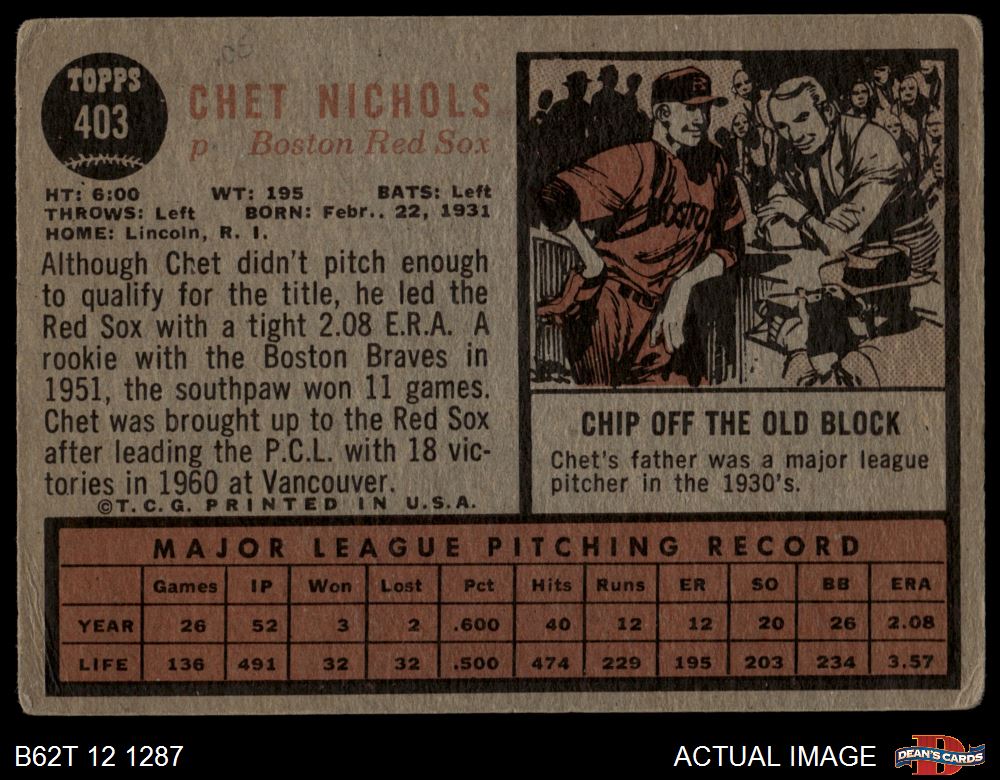 TOPPS
403
CHET NICHOLS
p Boston Red Sox
HT: 6:00 WT: 195 BATS: Left
THROWS: Left BORN: Febr.. 22, 1931
HOME: Lincoln, R. I.
Although Chet didn't pitch enough
to qualify for the title, he led the
Red Sox with a tight 2.08 E.R.A. A
rookie with the Boston Braves in
1951, the southpaw won 11 games.
Chet was brought up to the Red Sox
after leading the P.C.L. with 18 vic-
tories in 1960 at Vancouver.
©T.C.G. PRINTED IN U.S.A.
B
Bosto
CHIP OFF THE OLD BLOCK
Chet's father was a major league
pitcher in the 1930's.
MAJOR LEAGUE PITCHING RECORD
Games IP Won Lost Pct Hits Runs ER SO BB ERA
YEAR 26 52 3 2 .600 40 12 12 20 26 2.08
LIFE 136 491 32 32 .500 474 229 195 203 234 3.57
B62T 12 1287
ACTUAL IMAGE
D
DEAN'S CARDS